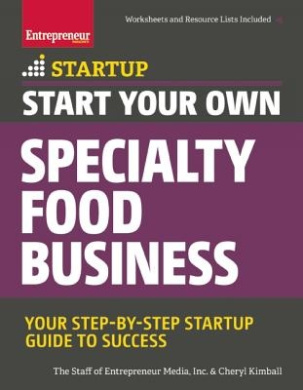 Worksheets and Resource Lists Included
Entrepreneur
STARTUP
START YOUR OWN
SPECIALTY
FOOD
BUSINESS
YOUR STEP-BY-STEP STARTUP
GUIDE TO SUCCESS
The Staff of Entrepreneur Media, Inc. & Cheryl Kimball